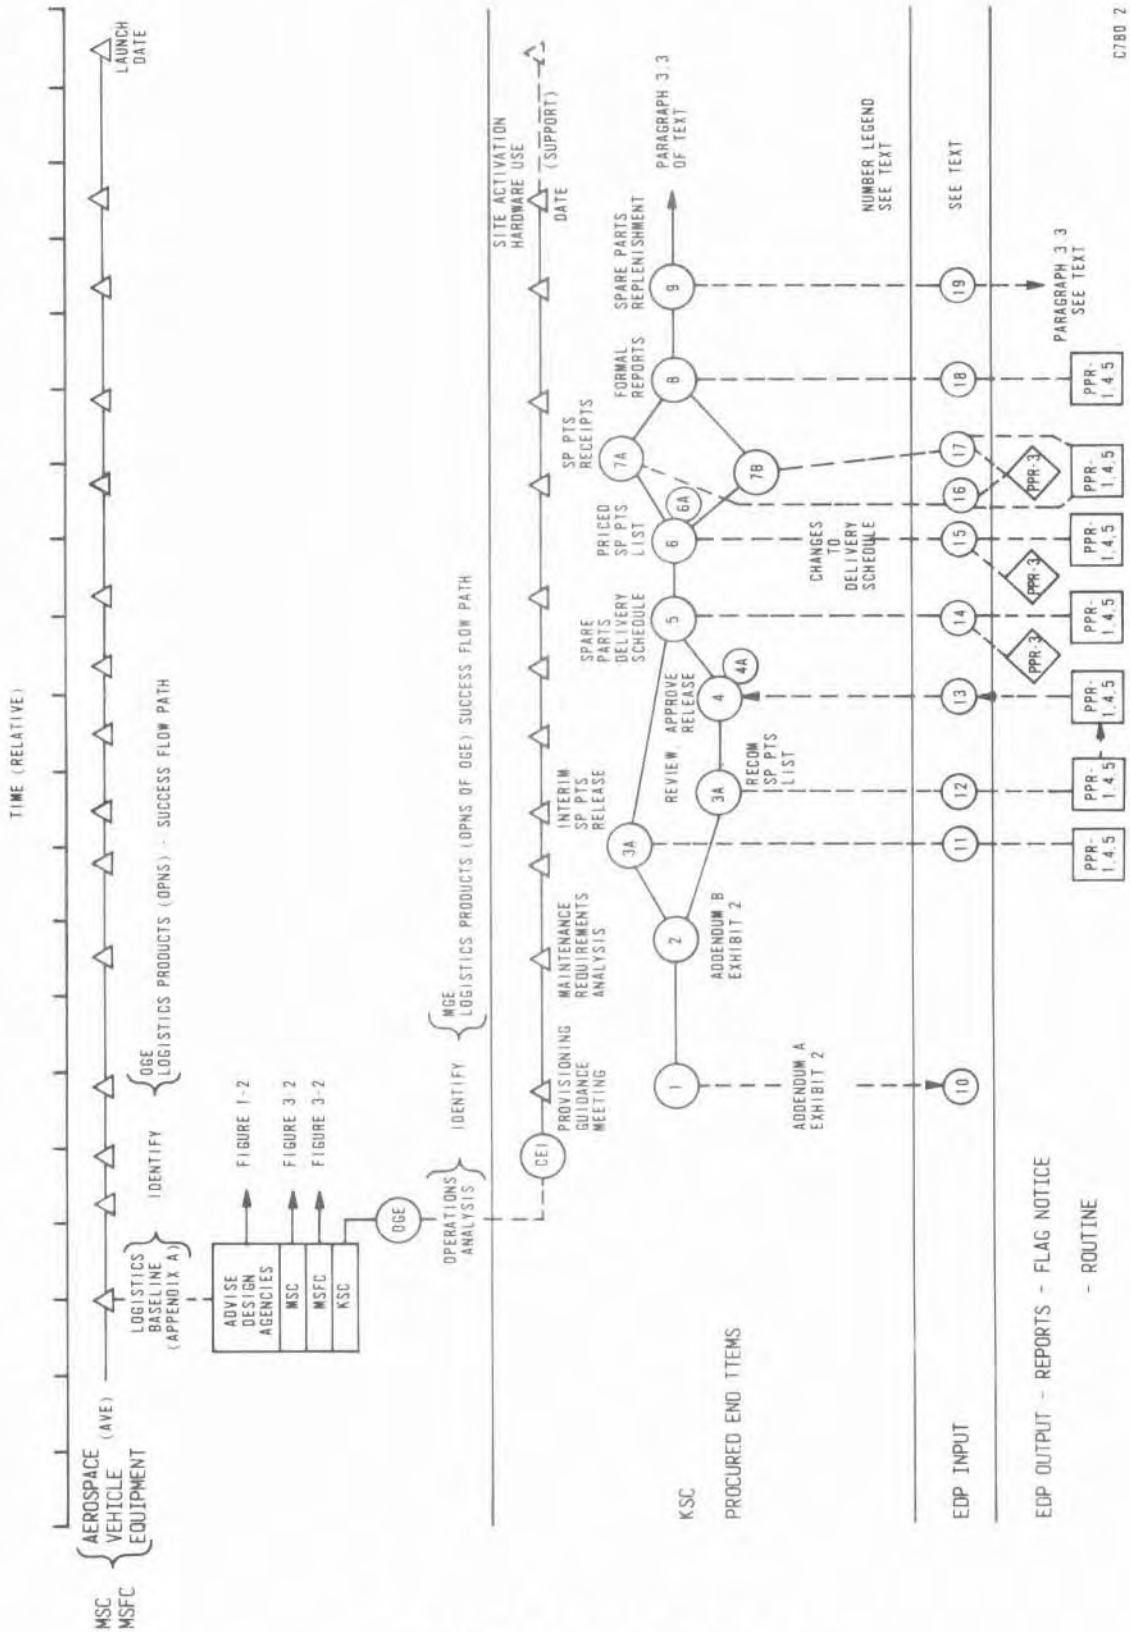 TIME (RELATIVE)
MSC
MSFC
AEROSPACE (AVE)
VEHICLE
EQUIPMENT
LAUNCH
DATE
LOGISTICS
BASELINE
(APPENDIX A)
IDENTIFY
OGE
LOGISTICS PRODUCTS (OPNS) - SUCCESS FLOW PATH
ADVISE
DESIGN
AGENCIES
MSC
MSFC
KSC
FIGURE 1-2
FIGURE 3-2
FIGURE 3-2
OGE
OPERATIONS
ANALYSIS
IDENTIFY
MGE
LOGISTICS PRODUCTS (OPNS OF OGE) SUCCESS FLOW PATH
SITE ACTIVATION
HARDWARE USE
DATE (SUPPORT)
CEI
PROVISIONING
GUIDANCE
MEETING
MAINTENANCE
REQUIREMENTS
ANALYSIS
INTERIM
SP PTS
RELEASE
SPARE
PARTS
DELIVERY
SCHEDULE
PRICED
SP PTS
LIST
SP PTS
RECEIPTS
FORMAL
REPORTS
SPARE PARTS
REPLENISHMENT
KSC
PROCURED END TTEMS
1
2
3A
3A
REVIEW
APPROVE
RELEASE
4
4A
5
6
6A
7A
7B
8
9
PARAGRAPH 3.3
OF TEXT
RECOM
SP PTS
LIST
ADDENDUM A
EXHIBIT 2
ADDENDUM B
EXHIBIT 2
CHANGES
TO
DELIVERY
SCHEDULE
NUMBER LEGEND
SEE TEXT
EDP INPUT
10
11
12
13
14
15
16
17
18
19
SEE TEXT
EDP OUTPUT - REPORTS - FLAG NOTICE
- ROUTINE
PPR-3
PPR-3
PPR-3
PARAGRAPH 3.3
SEE TEXT
PPR-
1.4.5
PPR-
1.4.5
PPR-
1.4.5
PPR-
1.4.5
PPR-
1.4.5
PPR-
1.4.5
PPR-
1.4.5
C780 2